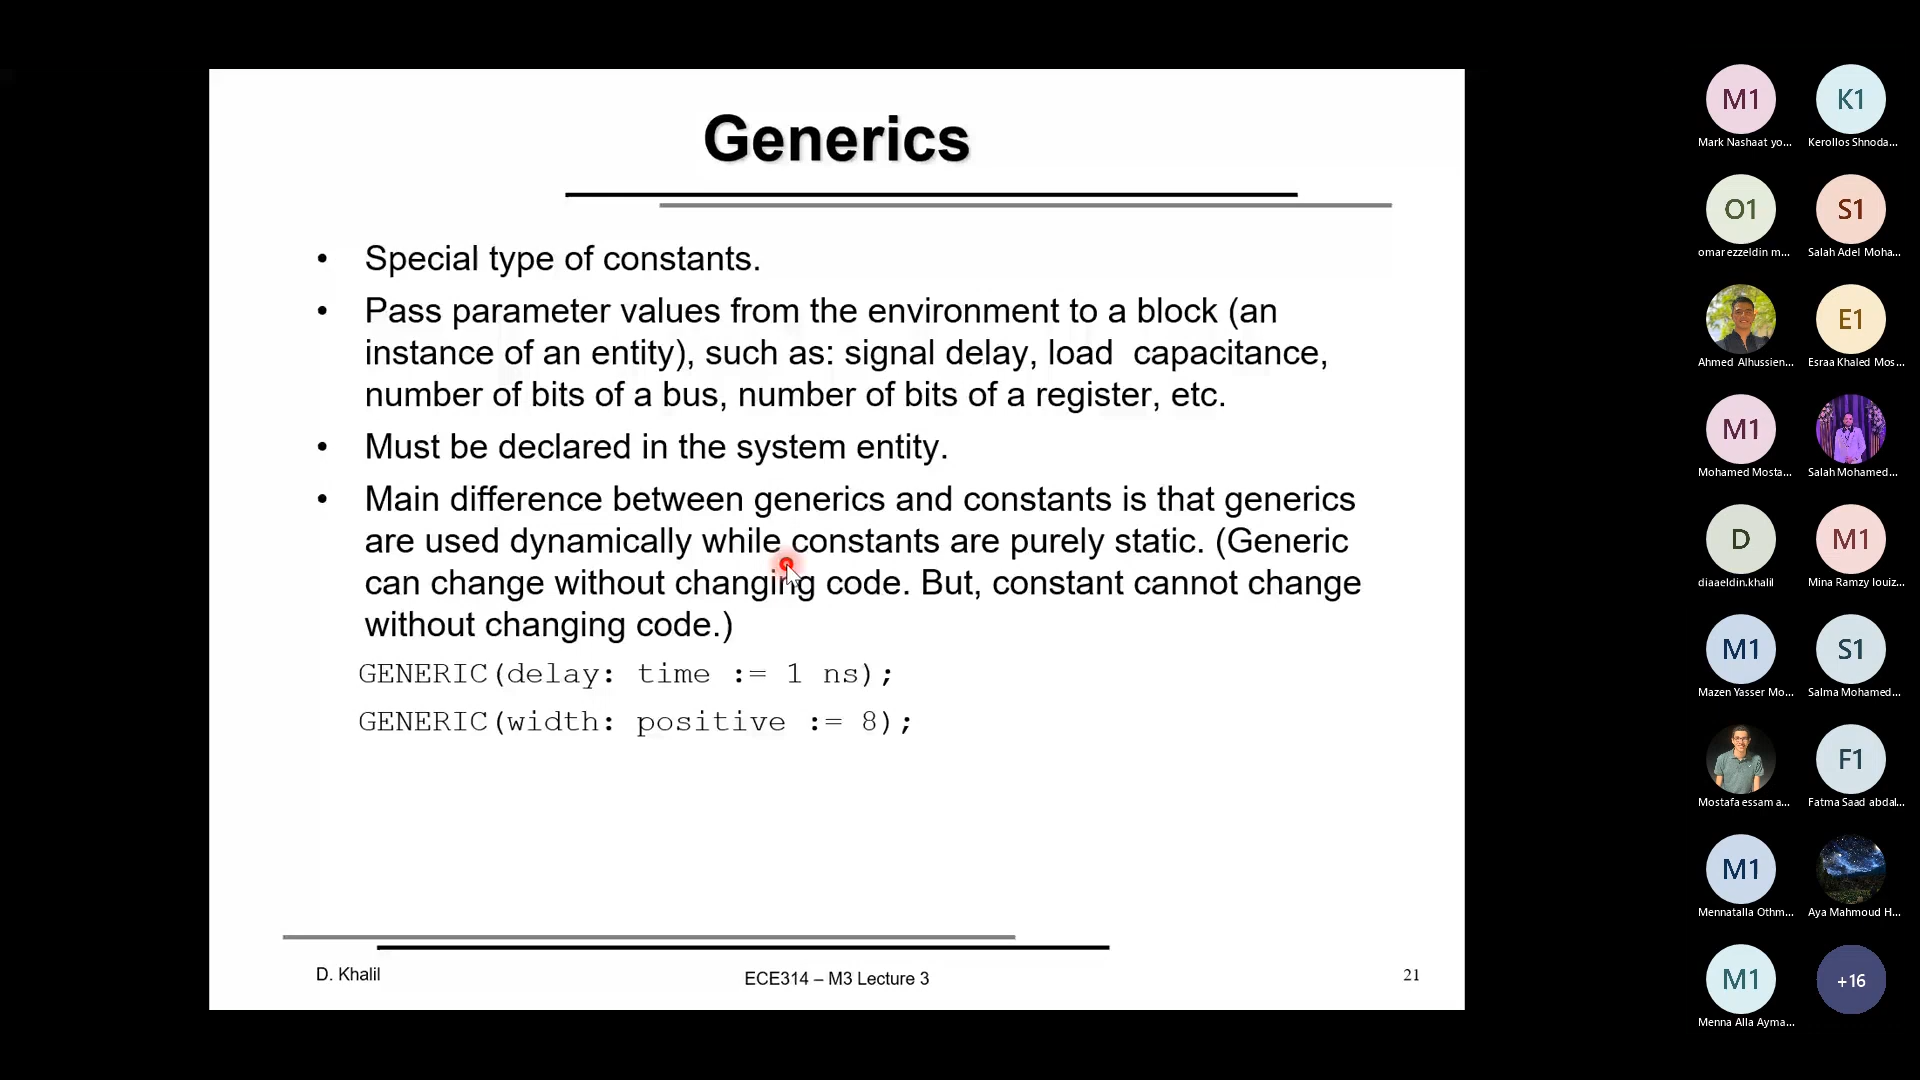 Generics
• Special type of constants.
• Pass parameter values from the environment to a block (an
instance of an entity), such as: signal delay, load capacitance,
number of bits of a bus, number of bits of a register, etc.
• Must be declared in the system entity.
• Main difference between generics and constants is that generics
are used dynamically while constants are purely static. (Generic
can change without changing code. But, constant cannot change
without changing code.)
GENERIC(delay: time := 1 ns);
GENERIC(width: positive := 8);
D. Khalil
ECE314 – M3 Lecture 3
21
M1
K1
Mark Nashaat yo...
Kerollos Shnoda...
O1
S1
omar ezzeldin m...
Salah Adel Moha...
E1
Ahmed Alhussien...
Esraa Khaled Mos...
M1
Mohamed Mosta...
Salah Mohamed...
D
M1
diaaeldin.khalil
Mina Ramzy louiz...
M1
S1
Mazen Yasser Mo...
Salma Mohamed...
F1
Mostafa essam a...
Fatma Saad abdal...
M1
Mennatalla Othm...
Aya Mahmoud H...
M1
+16
Menna Alla Ayma...